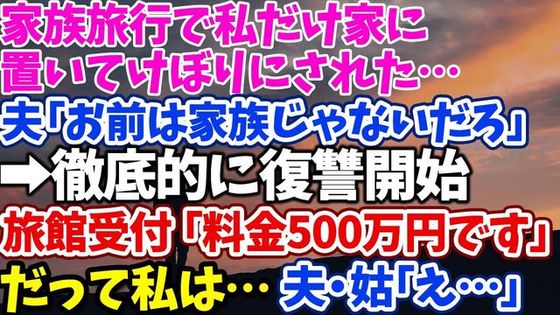 家族旅行で私だけ家に
置いてけぼりにされた…
夫「お前は家族じゃないだろ」
➡徹底的に復讐開始
旅館受付「料金500万円です」
だって私は… 夫・姑「え…」